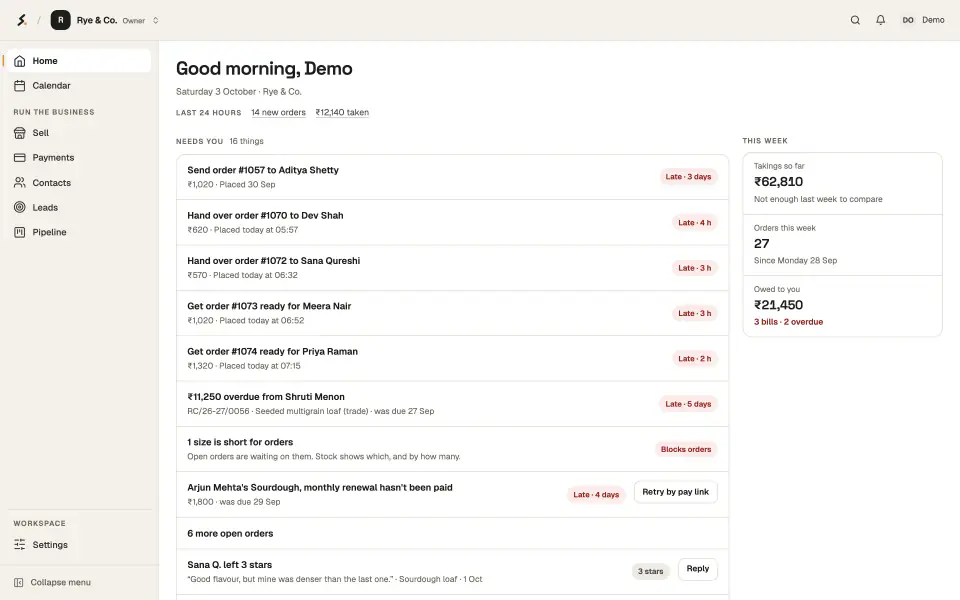 / R Rye & Co. Owner
DO Demo
Home
Calendar
RUN THE BUSINESS
Sell
Payments
Contacts
Leads
Pipeline
WORKSPACE
Settings
Collapse menu
Good morning, Demo
Saturday 3 October · Rye & Co.
LAST 24 HOURS 14 new orders ₹12,140 taken
NEEDS YOU 16 things
Send order #1057 to Aditya Shetty
₹1,020 · Placed 30 Sep
Late · 3 days
Hand over order #1070 to Dev Shah
₹620 · Placed today at 05:57
Late · 4 h
Hand over order #1072 to Sana Qureshi
₹570 · Placed today at 06:32
Late · 3 h
Get order #1073 ready for Meera Nair
₹1,020 · Placed today at 06:52
Late · 3 h
Get order #1074 ready for Priya Raman
₹1,320 · Placed today at 07:15
Late · 2 h
₹11,250 overdue from Shruti Menon
RC/26-27/0056 · Seeded multigrain loaf (trade) · was due 27 Sep
Late · 5 days
1 size is short for orders
Open orders are waiting on them. Stock shows which, and by how many.
Blocks orders
Arjun Mehta's Sourdough, monthly renewal hasn't been paid
₹1,800 · was due 29 Sep
Late · 4 days
Retry by pay link
6 more open orders
Sana Q. left 3 stars
"Good flavour, but mine was denser than the last one." · Sourdough loaf · 1 Oct
3 stars
Reply
THIS WEEK
Takings so far
₹62,810
Not enough last week to compare
Orders this week
27
Since Monday 28 Sep
Owed to you
₹21,450
3 bills · 2 overdue